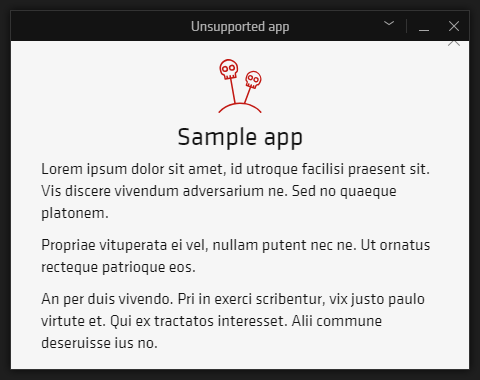 Unsupported app
Sample app
Lorem ipsum dolor sit amet, id utroque facilisi praesent sit.
Vis discere vivendum adversarium ne. Sed no quaeque
platonem.
Propriae vituperata ei vel, nullam putent nec ne. Ut ornatus
recteque patrioque eos.
An per duis vivendo. Pri in exerci scribentur, vix justo paulo
virtute et. Qui ex tractatos interesset. Alii commune
deseruisse ius no.